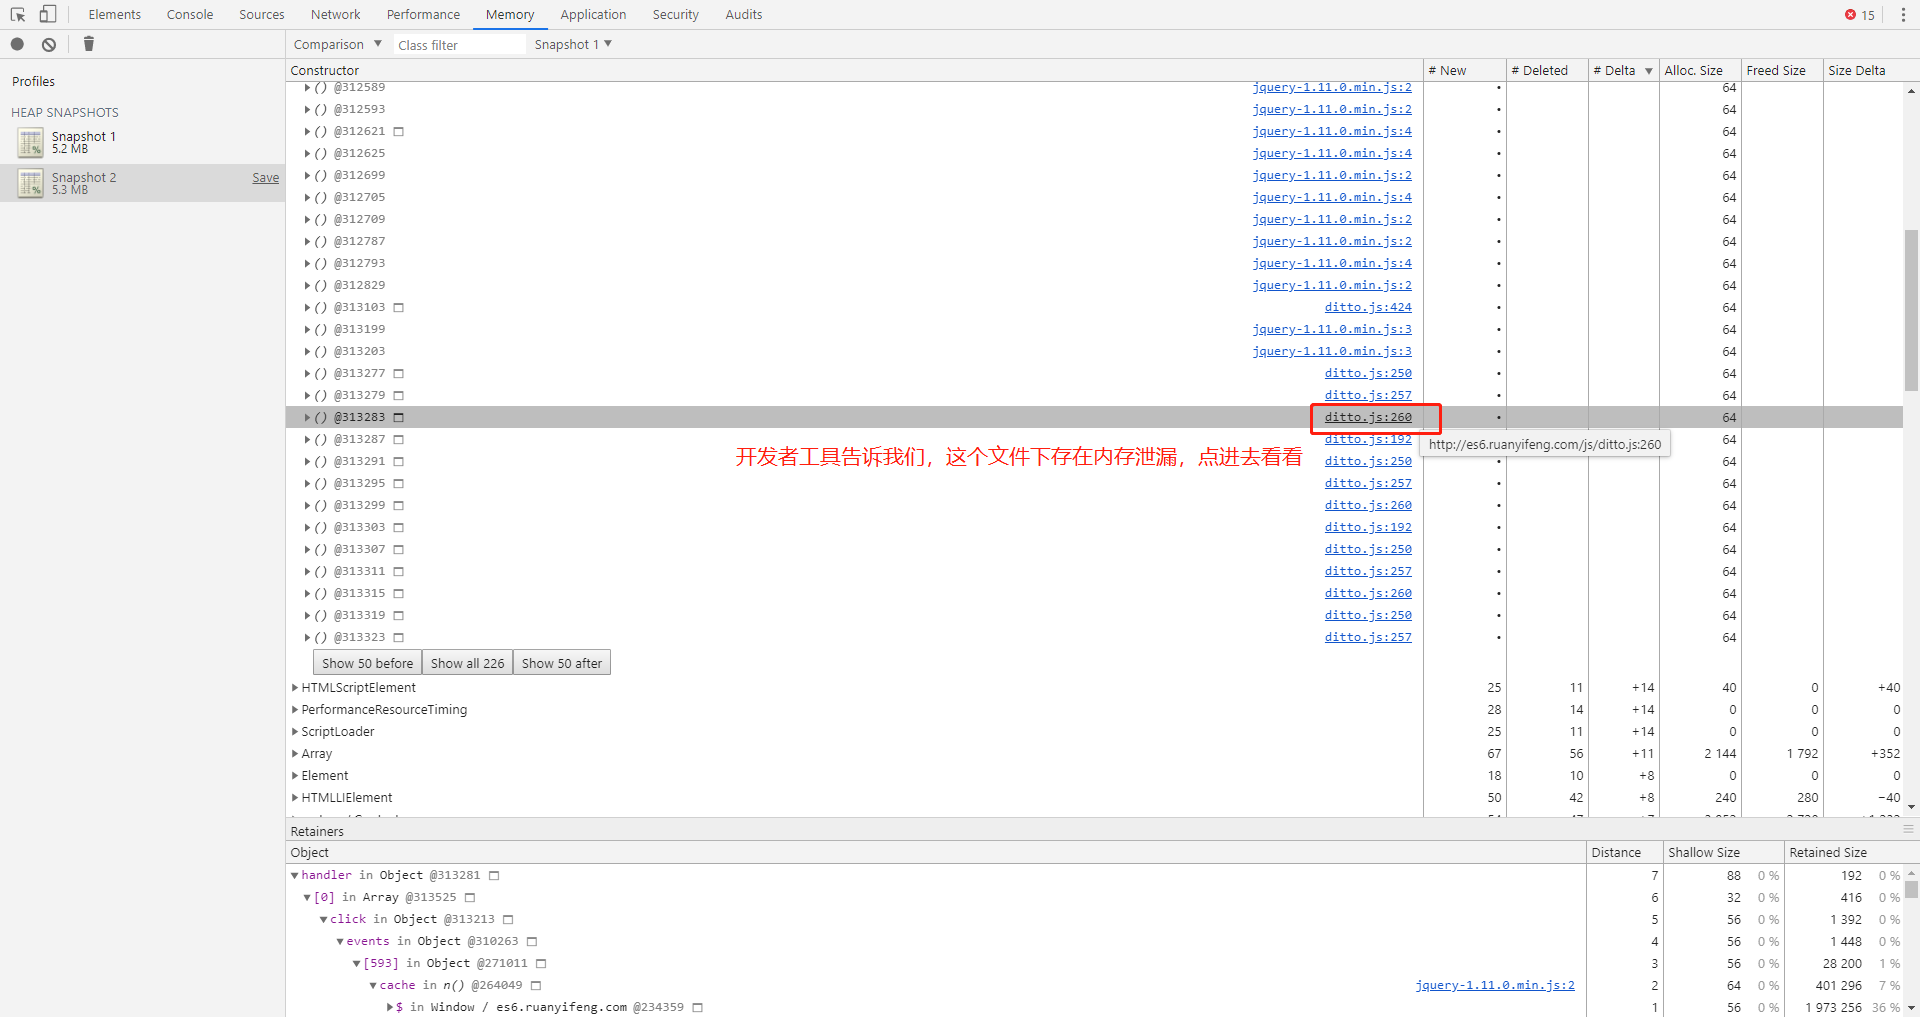 Elements Console Sources Network Performance Memory Application Security Audits 15
Comparison Class filter Snapshot 1
Profiles
HEAP SNAPSHOTS
Snapshot 1
5.2 MB
Snapshot 2 Save
5.3 MB
Constructor # New # Deleted # Delta Alloc. Size Freed Size Size Delta
() @312589 jquery-1.11.0.min.js:2 • 64
() @312593 jquery-1.11.0.min.js:2 • 64
() @312621 jquery-1.11.0.min.js:4 • 64
() @312625 jquery-1.11.0.min.js:4 • 64
() @312699 jquery-1.11.0.min.js:2 • 64
() @312705 jquery-1.11.0.min.js:4 • 64
() @312709 jquery-1.11.0.min.js:2 • 64
() @312787 jquery-1.11.0.min.js:2 • 64
() @312793 jquery-1.11.0.min.js:4 • 64
() @312829 jquery-1.11.0.min.js:2 • 64
() @313103 ditto.js:424 • 64
() @313199 jquery-1.11.0.min.js:3 • 64
() @313203 jquery-1.11.0.min.js:3 • 64
() @313277 ditto.js:250 • 64
() @313279 ditto.js:257 • 64
() @313283 ditto.js:260 • 64
() @313287 ditto.js:192 64
http://es6.ruanyifeng.com/js/ditto.js:260
开发者工具告诉我们，这个文件下存在内存泄漏，点进去看看
() @313291 ditto.js:250 • 64
() @313295 ditto.js:257 • 64
() @313299 ditto.js:260 • 64
() @313303 ditto.js:192 • 64
() @313307 ditto.js:250 • 64
() @313311 ditto.js:257 • 64
() @313315 ditto.js:260 • 64
() @313319 ditto.js:250 • 64
() @313323 ditto.js:257 • 64
Show 50 before Show all 226 Show 50 after
HTMLScriptElement 25 11 +14 40 0 +40
PerformanceResourceTiming 28 14 +14 0 0 0
ScriptLoader 25 11 +14 0 0 0
Array 67 56 +11 2 144 1 792 +352
Element 18 10 +8 0 0 0
HTMLLIElement 50 42 +8 240 280 −40
Retainers
Object Distance Shallow Size Retained Size
handler in Object @313281 7 88 0 % 192 0 %
[0] in Array @313525 6 32 0 % 416 0 %
click in Object @313213 5 56 0 % 1 392 0 %
events in Object @310263 4 56 0 % 1 448 0 %
[593] in Object @271011 3 56 0 % 28 200 1 %
cache in n() @264049 jquery-1.11.0.min.js:2 2 64 0 % 401 296 7 %
$ in Window / es6.ruanyifeng.com @234359 1 56 0 % 1 973 256 36 %